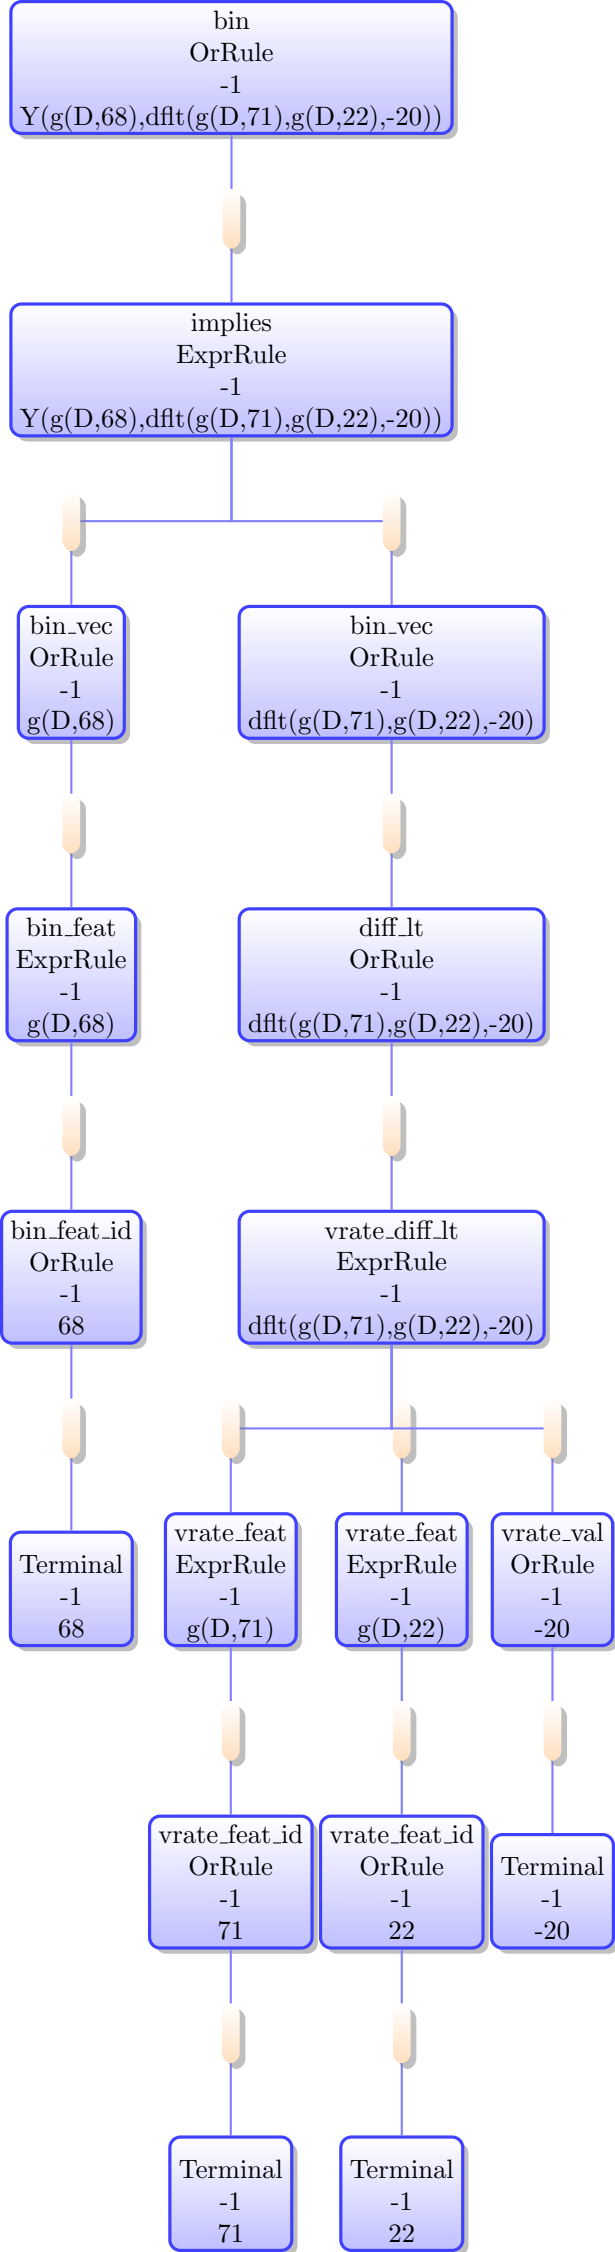 bin
OrRule
-1
Y(g(D,68),dflt(g(D,71),g(D,22),-20))
implies
ExprRule
-1
Y(g(D,68),dflt(g(D,71),g(D,22),-20))
bin_vec
OrRule
-1
g(D,68)
bin_vec
OrRule
-1
dflt(g(D,71),g(D,22),-20)
bin_feat
ExprRule
-1
g(D,68)
diff_lt
OrRule
-1
dflt(g(D,71),g(D,22),-20)
bin_feat_id
OrRule
-1
68
vrate_diff_lt
ExprRule
-1
dflt(g(D,71),g(D,22),-20)
Terminal
-1
68
vrate_feat
ExprRule
-1
g(D,71)
vrate_feat
ExprRule
-1
g(D,22)
vrate_val
OrRule
-1
-20
vrate_feat_id
OrRule
-1
71
vrate_feat_id
OrRule
-1
22
Terminal
-1
-20
Terminal
-1
71
Terminal
-1
22